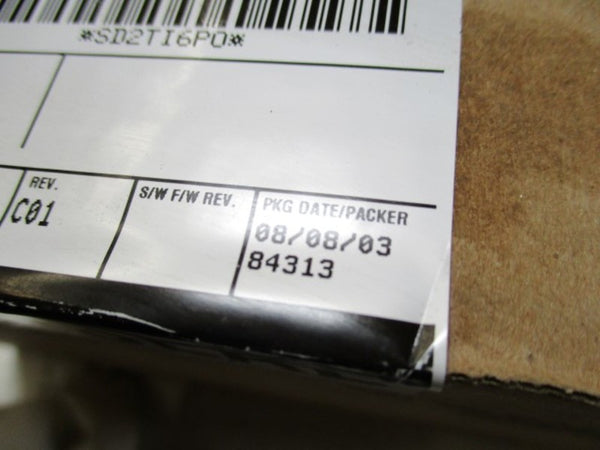 *SD2TI6PO*
REV. S/W F/W REV. PKG DATE/PACKER
C01 08/08/03
84313